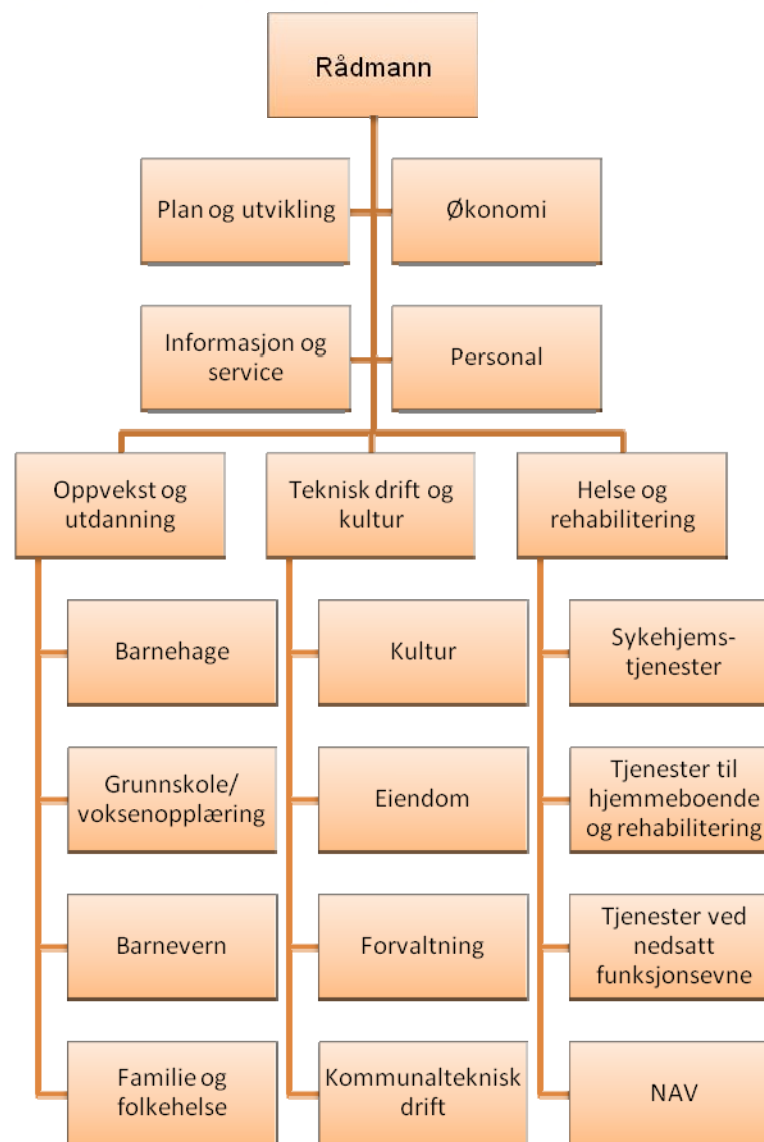 Rådmann
Plan og utvikling
Økonomi
Informasjon og
service
Personal
Oppvekst og
utdanning
Teknisk drift og
kultur
Helse og
rehabilitering
Barnehage
Kultur
Sykehjems-
tjenester
Grunnskole/
voksenopplæring
Eiendom
Tjenester til
hjemmeboende
og rehabilitering
Barnevern
Forvaltning
Tjenester ved
nedsatt
funksjonsevne
Familie og
folkehelse
Kommunalteknisk
drift
NAV